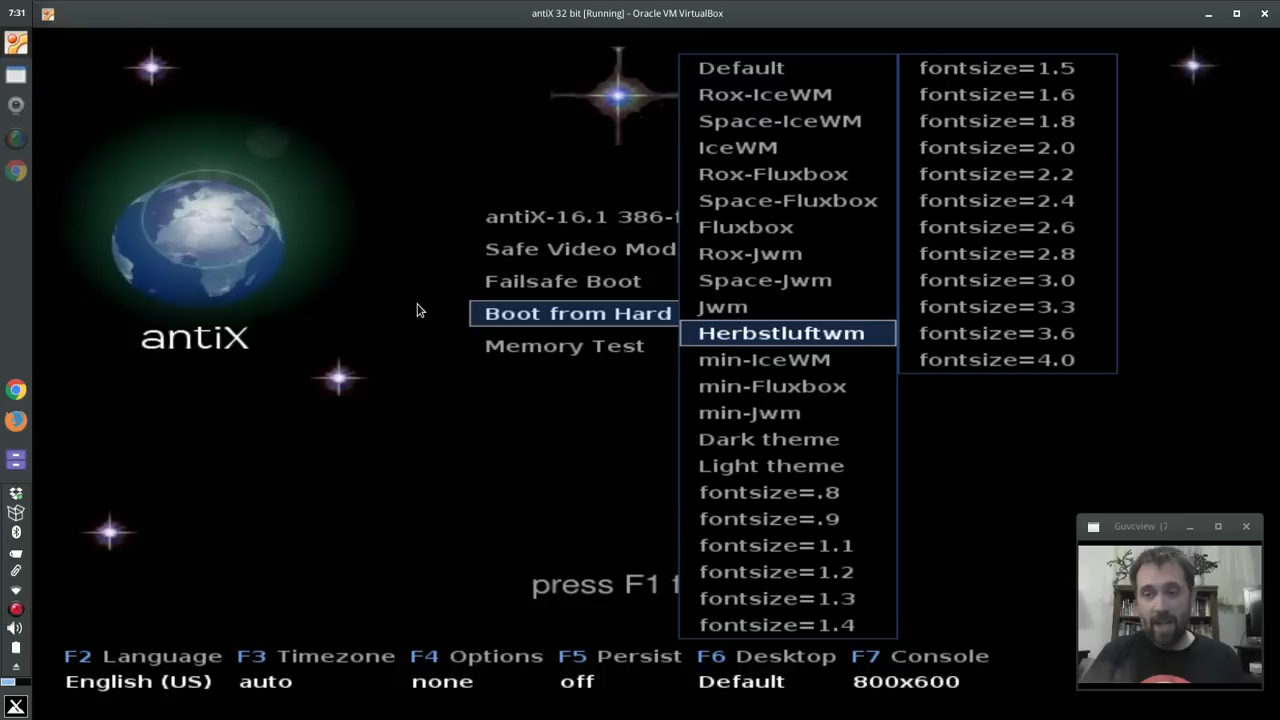 7:31
antiX 32 bit [Running] - Oracle VM VirtualBox
antiX
antiX-16.1 386-f
Safe Video Mod
Failsafe Boot
Boot from Hard
Memory Test
Default
Rox-IceWM
Space-IceWM
IceWM
Rox-Fluxbox
Space-Fluxbox
Fluxbox
Rox-Jwm
Space-Jwm
Jwm
Herbstluftwm
min-IceWM
min-Fluxbox
min-Jwm
Dark theme
Light theme
fontsize=.8
fontsize=.9
fontsize=1.1
fontsize=1.2
fontsize=1.3
fontsize=1.4
fontsize=1.5
fontsize=1.6
fontsize=1.8
fontsize=2.0
fontsize=2.2
fontsize=2.4
fontsize=2.6
fontsize=2.8
fontsize=3.0
fontsize=3.3
fontsize=3.6
fontsize=4.0
Guvcview (7
press F1 f
F2 Language F3 Timezone F4 Options F5 Persist F6 Desktop F7 Console
English (US) auto none off Default 800x600